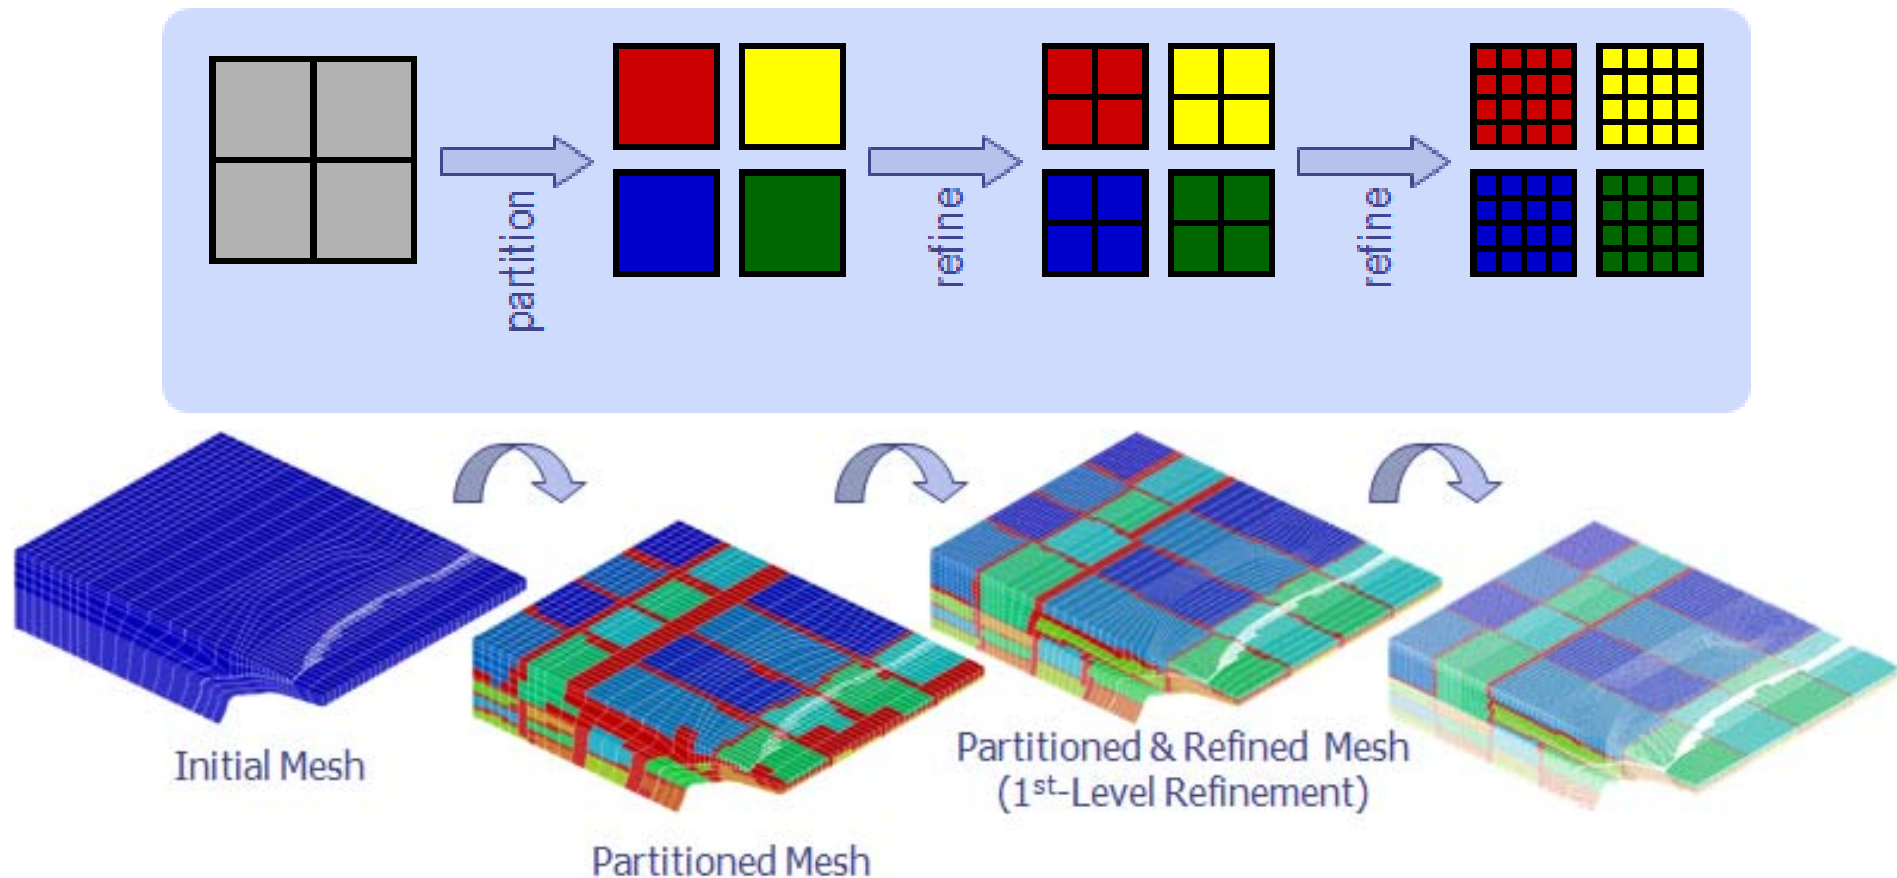 partition
refine
refine
Initial Mesh
Partitioned Mesh
Partitioned & Refined Mesh
(1st-Level Refinement)